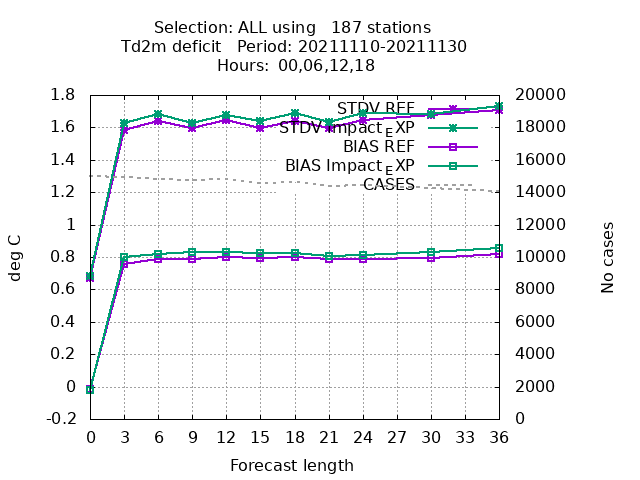 Selection: ALL using   187 stations
Td2m deficit   Period: 20211110-20211130
Hours:  00,06,12,18
1.8
1.6
1.4
1.2
1
0.8
0.6
0.4
0.2
0
-0.2
deg C
20000
18000
16000
14000
12000
10000
8000
6000
4000
2000
0
No cases
STDV REF
STDV Impact_EXP
BIAS REF
BIAS Impact_EXP
CASES
0 3 6 9 12 15 18 21 24 27 30 33 36
Forecast length